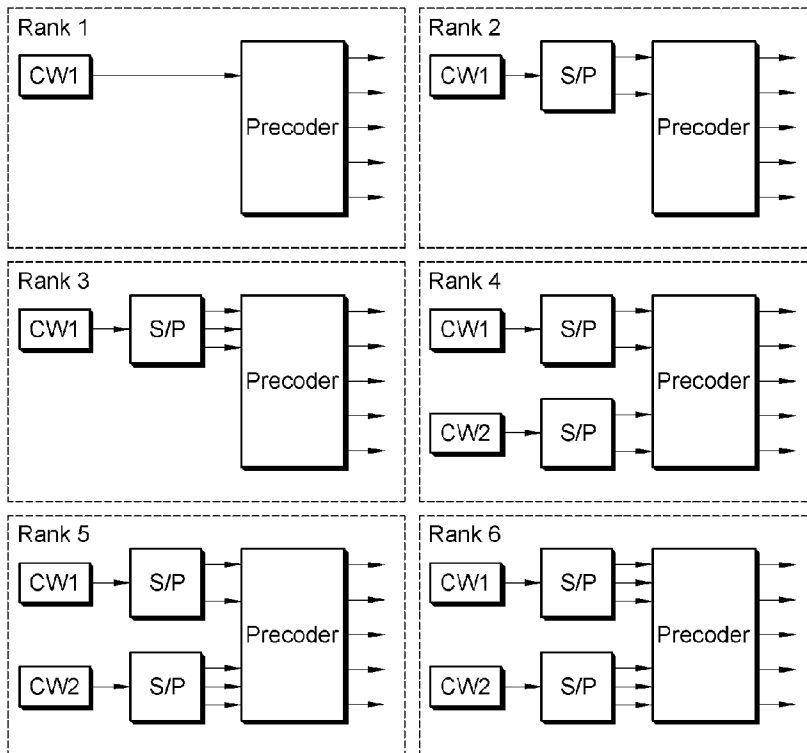 Rank 1
CW1
Precoder
Rank 2
CW1
S/P
Precoder
Rank 3
CW1
S/P
Precoder
Rank 4
CW1
S/P
Precoder
CW2
S/P
Rank 5
CW1
S/P
Precoder
CW2
S/P
Rank 6
CW1
S/P
Precoder
CW2
S/P